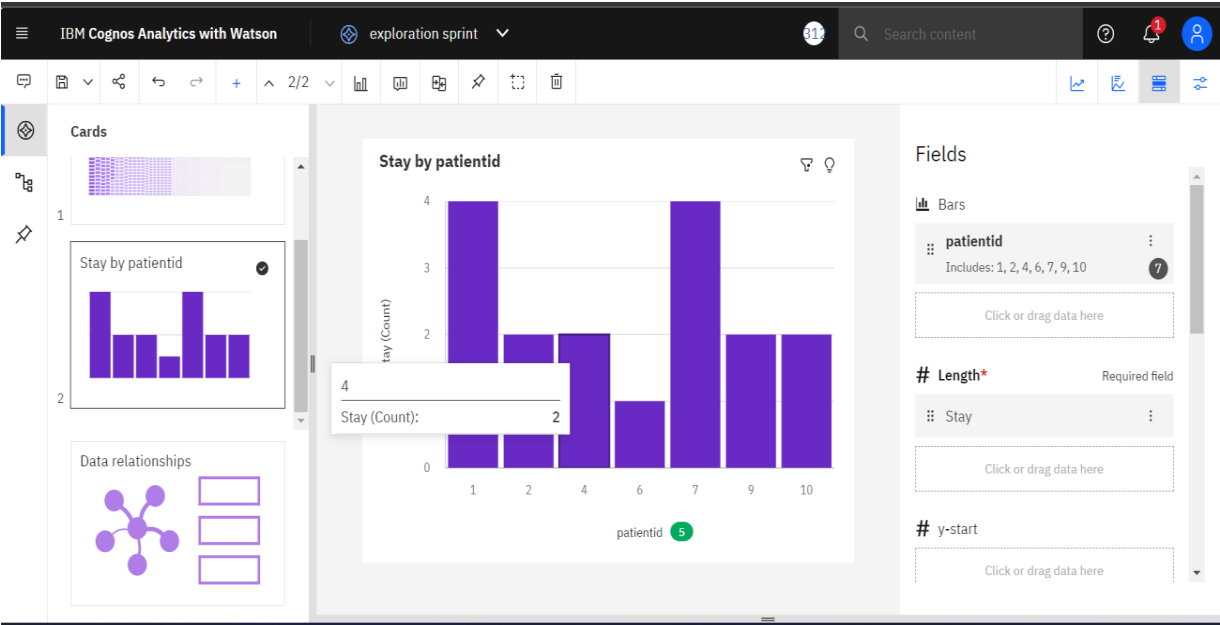 IBM Cognos Analytics with Watson
exploration sprint
312
Search content
1
2/2
Cards
1
Stay by patientid
2
Data relationships
Stay by patientid
4
3
2
0
tay (Count)
4
Stay (Count): 2
1 2 4 6 7 9 10
patientid 5
Fields
Bars
patientid
Includes: 1, 2, 4, 6, 7, 9, 10
7
Click or drag data here
# Length* Required field
Stay
Click or drag data here
# y-start
Click or drag data here